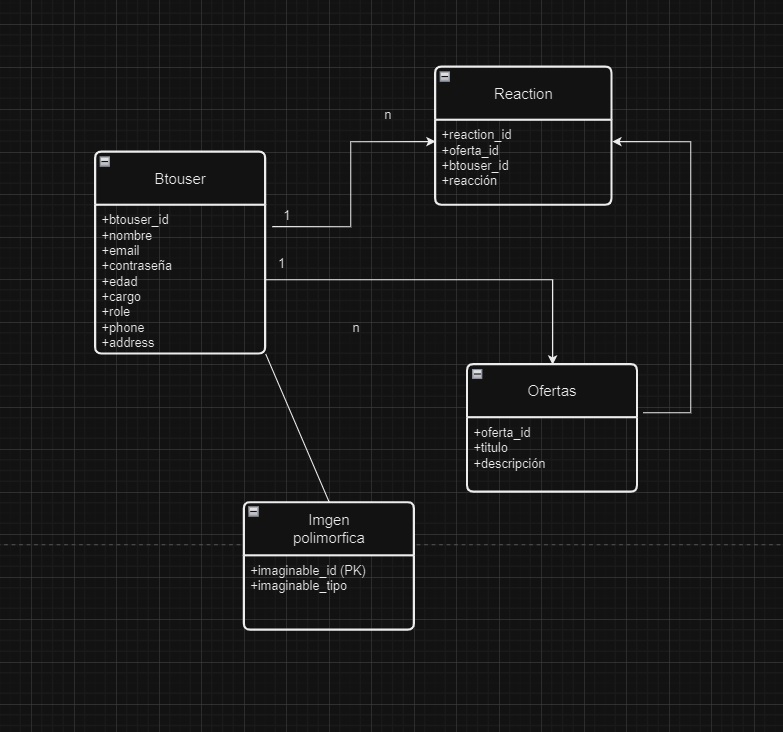 Reaction
+reaction_id
+oferta_id
+btouser_id
+reacción
n
Btouser
+btouser_id
+nombre
+email
+contraseña
+edad
+cargo
+role
+phone
+address
1
1
n
Ofertas
+oferta_id
+titulo
+descripción
Imgen
polimorfica
+imaginable_id (PK)
+imaginable_tipo